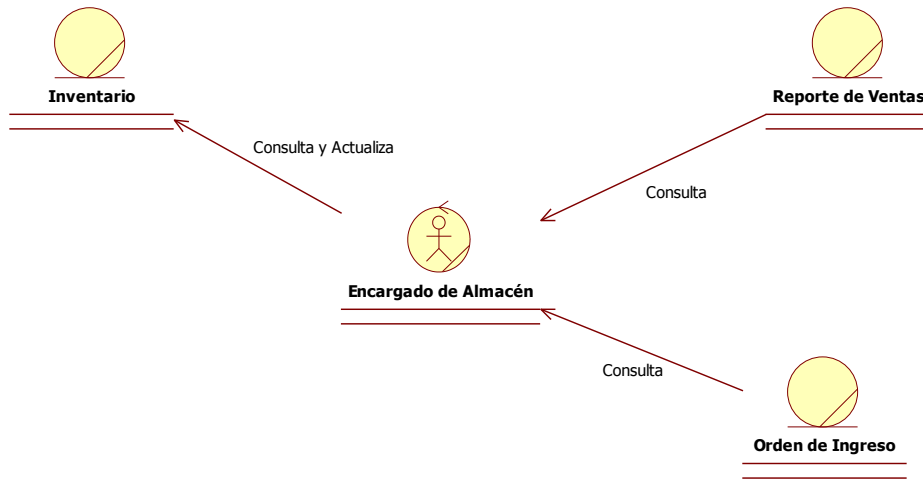 Inventario
Reporte de Ventas
Consulta y Actualiza
Consulta
Encargado de Almacén
Consulta
Orden de Ingreso